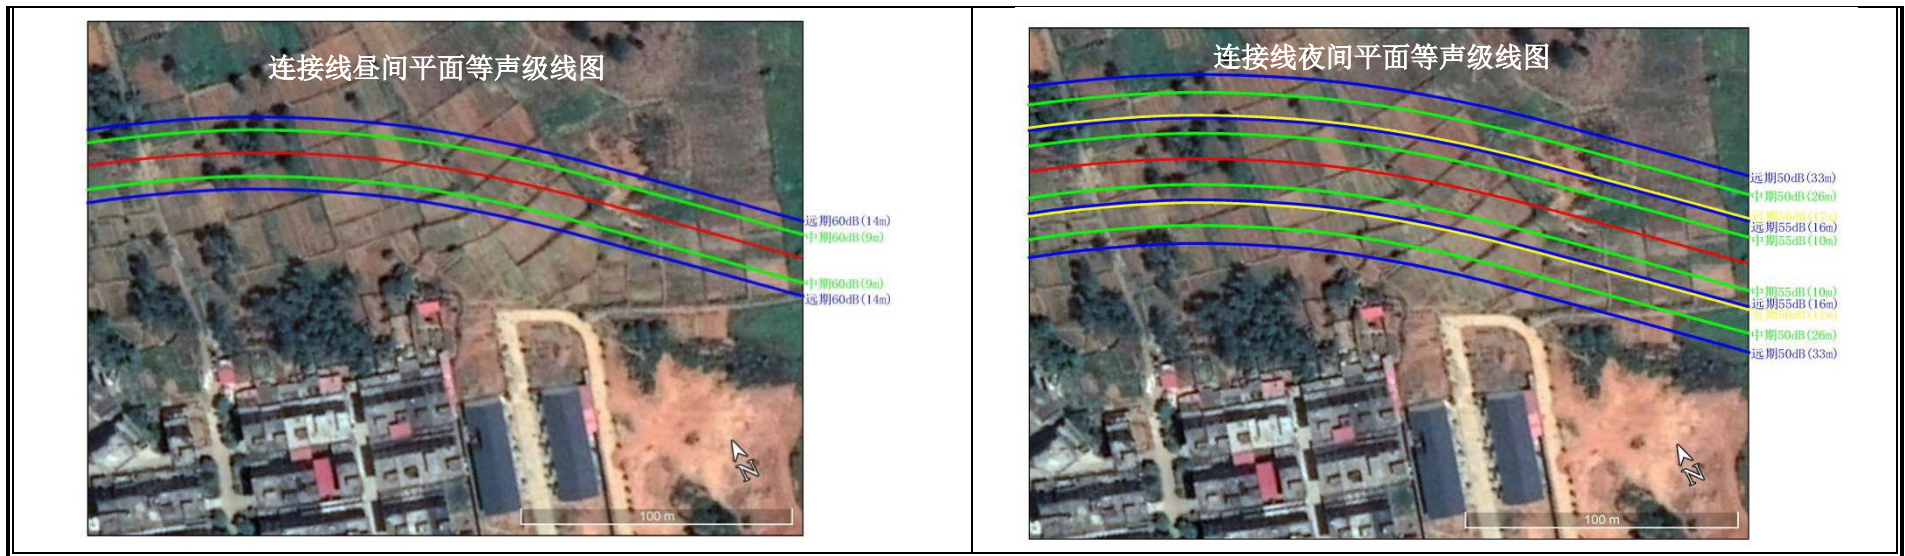 连接线昼间平面等声级线图
远期60dB(14m)
中期60dB(9m)
中期60dB(9m)
远期60dB(14m)
N
100 m
连接线夜间平面等声级线图
远期50dB(33m)
中期50dB(26m)
远期55dB(16m)
中期55dB(10m)
中期55dB(10m)
远期55dB(16m)
中期50dB(26m)
远期50dB(33m)
N
100 m